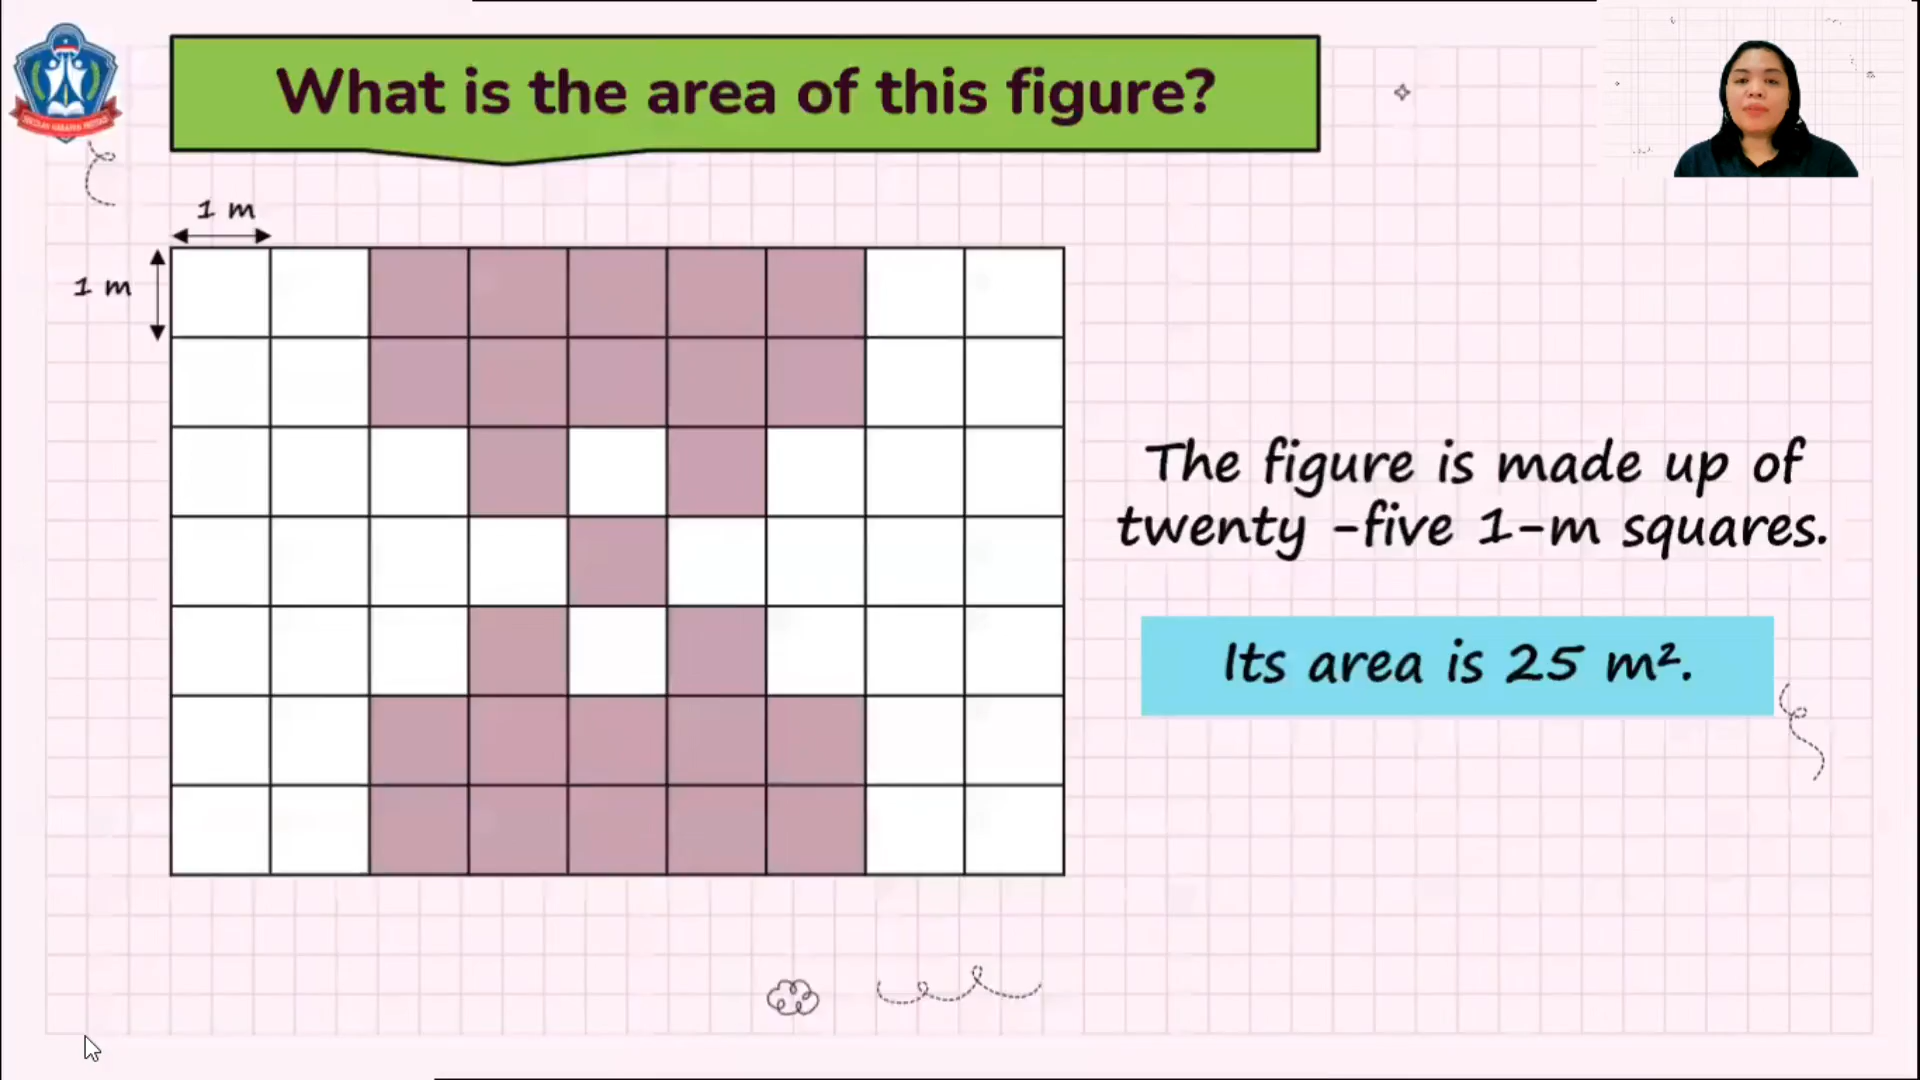 What is the area of this figure?
1 m
1 m
The figure is made up of
twenty -five 1-m squares.
Its area is 25 m².